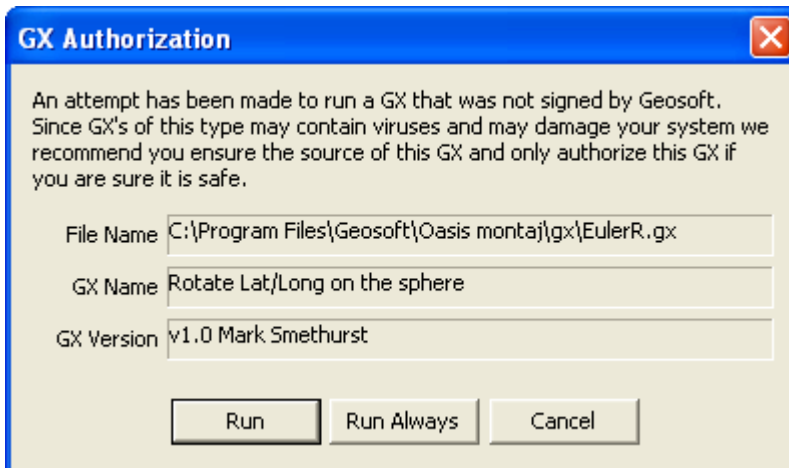 GX Authorization
An attempt has been made to run a GX that was not signed by Geosoft.
Since GX's of this type may contain viruses and may damage your system we
recommend you ensure the source of this GX and only authorize this GX if
you are sure it is safe.
File Name C:\Program Files\Geosoft\Oasis montaj\gx\EulerR.gx
GX Name Rotate Lat/Long on the sphere
GX Version v1.0 Mark Smethurst
Run Run Always Cancel